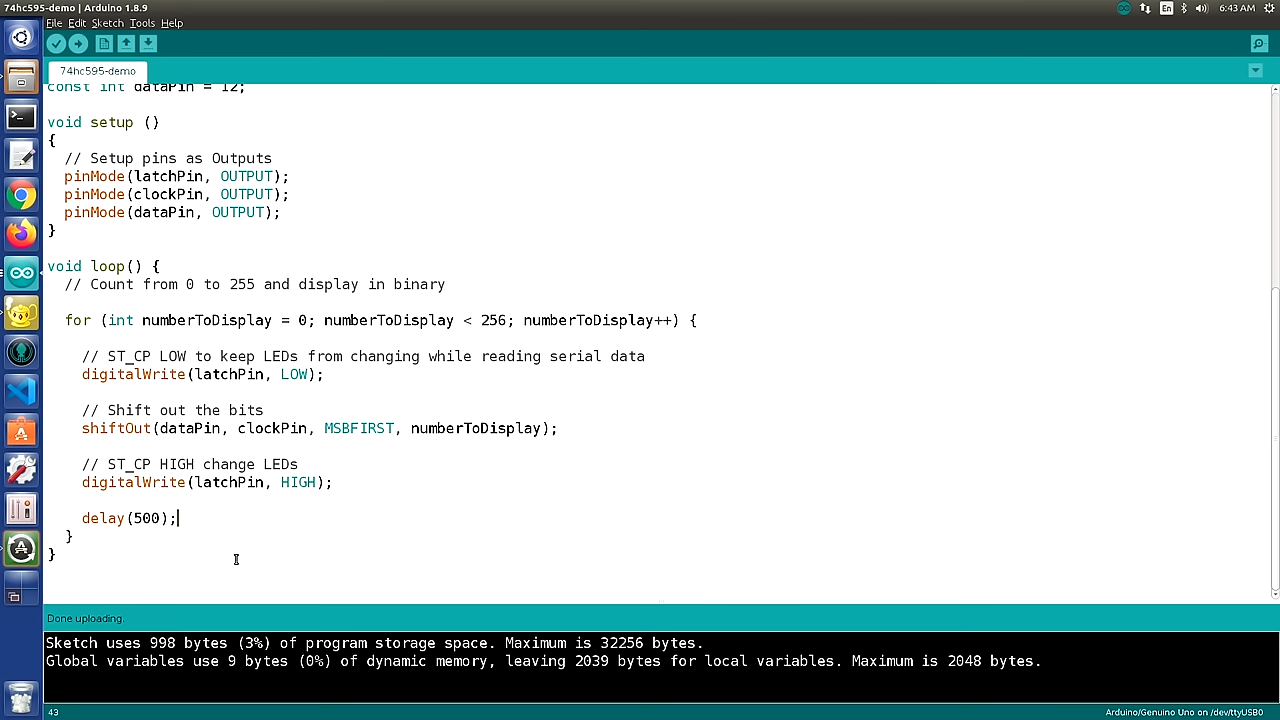 74hc595-demo | Arduino 1.8.9
En
6:43 AM
File Edit Sketch Tools Help
74hc595-demo
const int dataPin = 12;
void setup ()
{
  // Setup pins as Outputs
  pinMode(latchPin, OUTPUT);
  pinMode(clockPin, OUTPUT);
  pinMode(dataPin, OUTPUT);
}
void loop() {
  // Count from 0 to 255 and display in binary
  for (int numberToDisplay = 0; numberToDisplay < 256; numberToDisplay++) {
    // ST_CP LOW to keep LEDs from changing while reading serial data
    digitalWrite(latchPin, LOW);
    // Shift out the bits
    shiftOut(dataPin, clockPin, MSBFIRST, numberToDisplay);
    // ST_CP HIGH change LEDs
    digitalWrite(latchPin, HIGH);
    delay(500);
  }
}
Done uploading.
Sketch uses 998 bytes (3%) of program storage space. Maximum is 32256 bytes.
Global variables use 9 bytes (0%) of dynamic memory, leaving 2039 bytes for local variables. Maximum is 2048 bytes.
43
Arduino/Genuino Uno on /dev/ttyUSB0